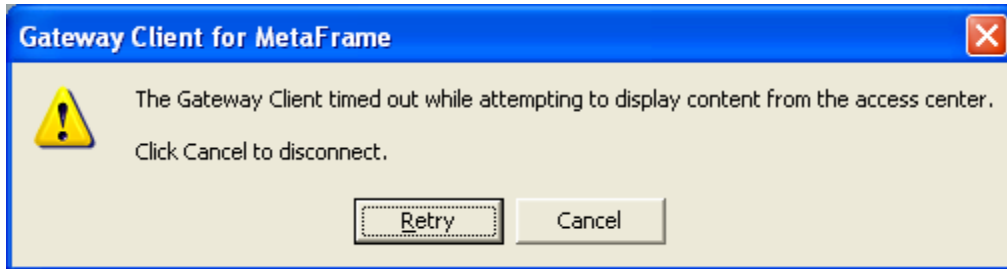 Gateway Client for MetaFrame
The Gateway Client timed out while attempting to display content from the access center.
Click Cancel to disconnect.
Retry
Cancel